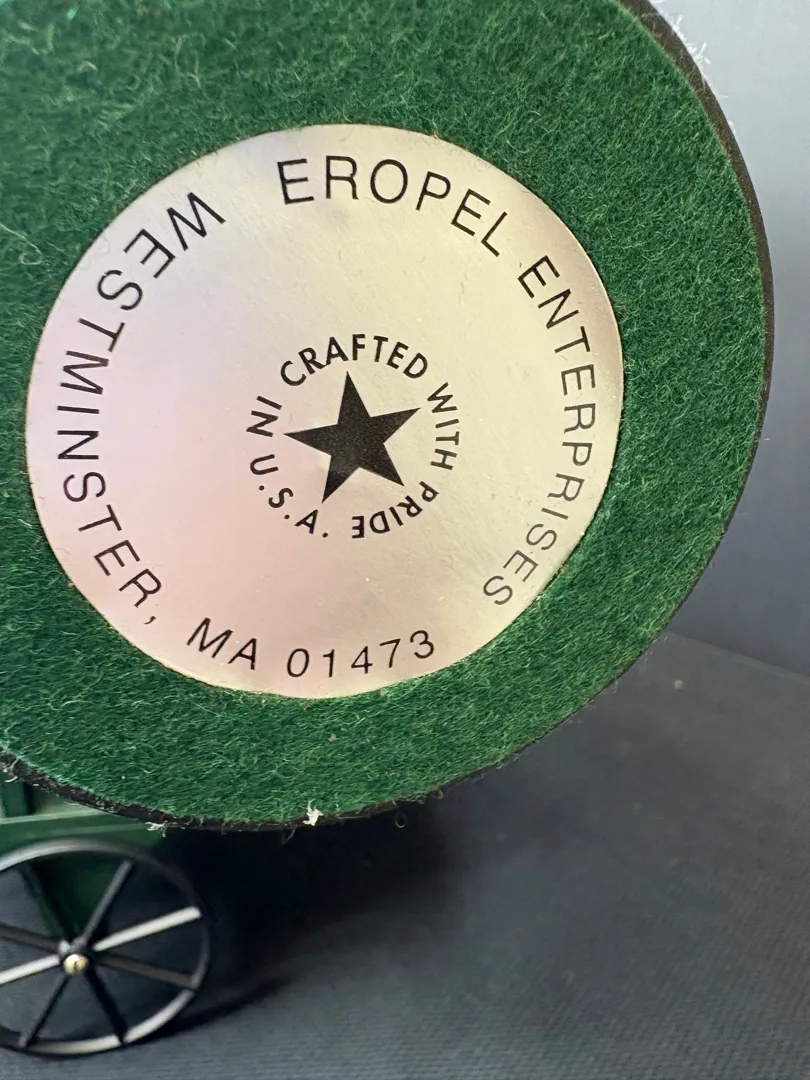 EROPEL ENTERPRISES
WESTMINSTER, MA 01473
CRAFTED WITH PRIDE
IN U.S.A.